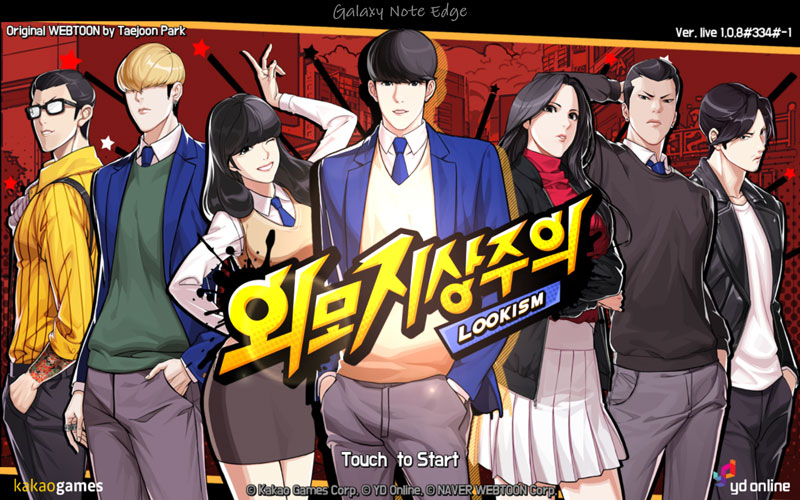 Galaxy Note Edge
Original WEBTOON by Taejoon Park
Ver. live 1.0.8#334#-1
외모지상주의
LOOKISM
Touch to Start
kakaogames
© Kakao Games Corp. © YD Online, © NAVER WEBTOON Corp.
yd online